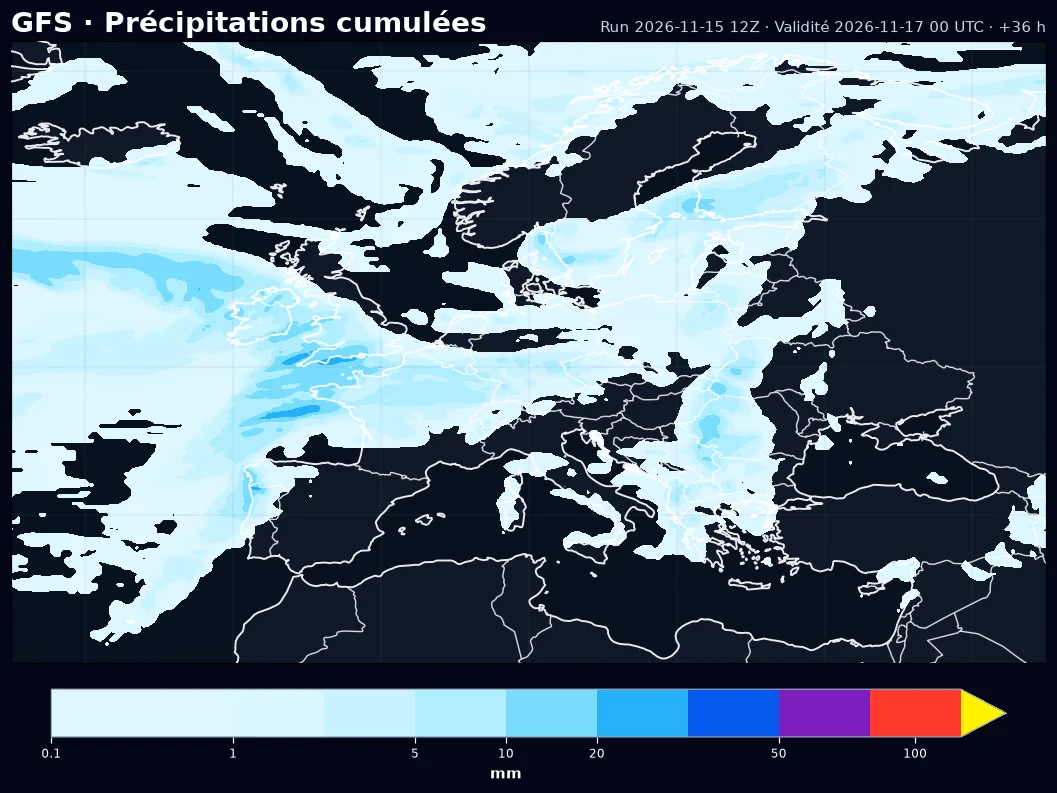 GFS · Précipitations cumulées
Run 2026-11-15 12Z · Validité 2026-11-17 00 UTC · +36 h
0.1 1 5 10 20 50 100
mm